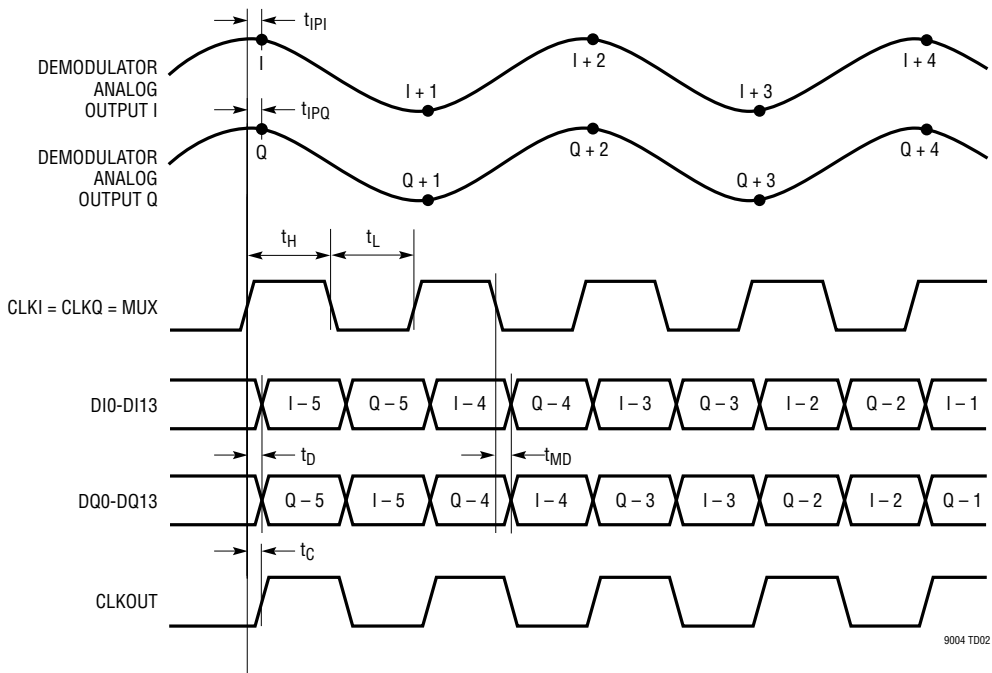 tIPI
DEMODULATOR
ANALOG
OUTPUT I
I
I + 1
I + 2
I + 3
I + 4
tIPQ
DEMODULATOR
ANALOG
OUTPUT Q
Q
Q + 1
Q + 2
Q + 3
Q + 4
tH
tL
CLKI = CLKQ = MUX
DI0-DI13
I – 5
Q – 5
I – 4
Q – 4
I – 3
Q – 3
I – 2
Q – 2
I – 1
tD
tMD
DQ0-DQ13
Q – 5
I – 5
Q – 4
I – 4
Q – 3
I – 3
Q – 2
I – 2
Q – 1
tC
CLKOUT
9004 TD02